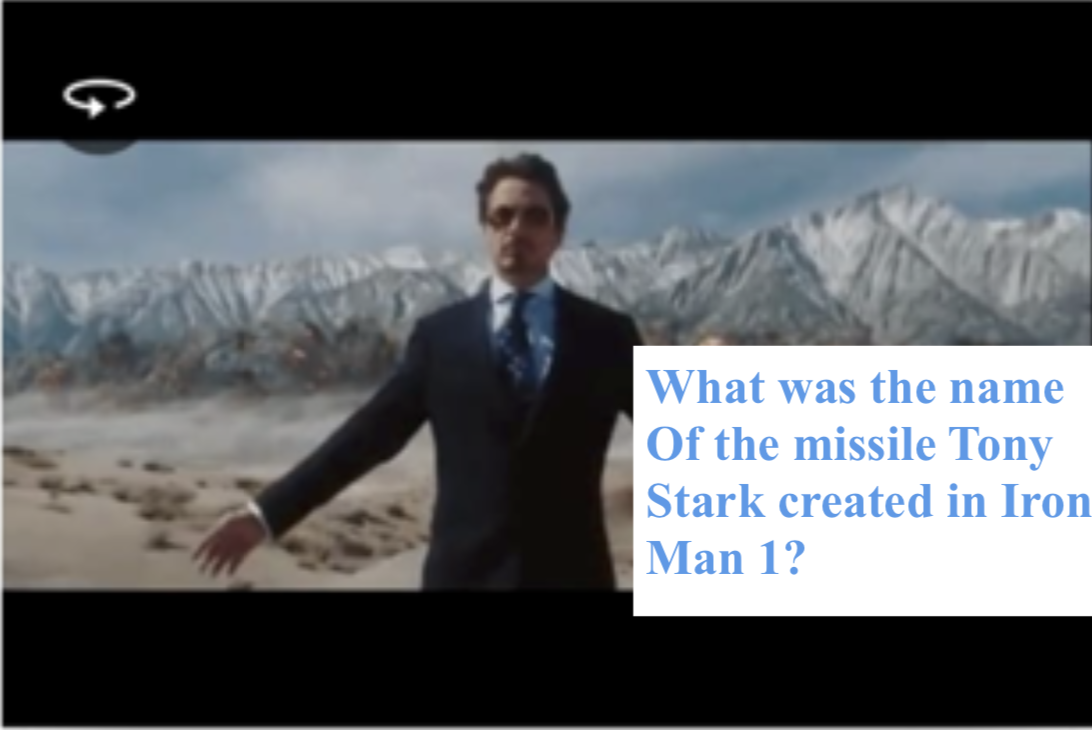 What was the name
Of the missile Tony
Stark created in Iron
Man 1?